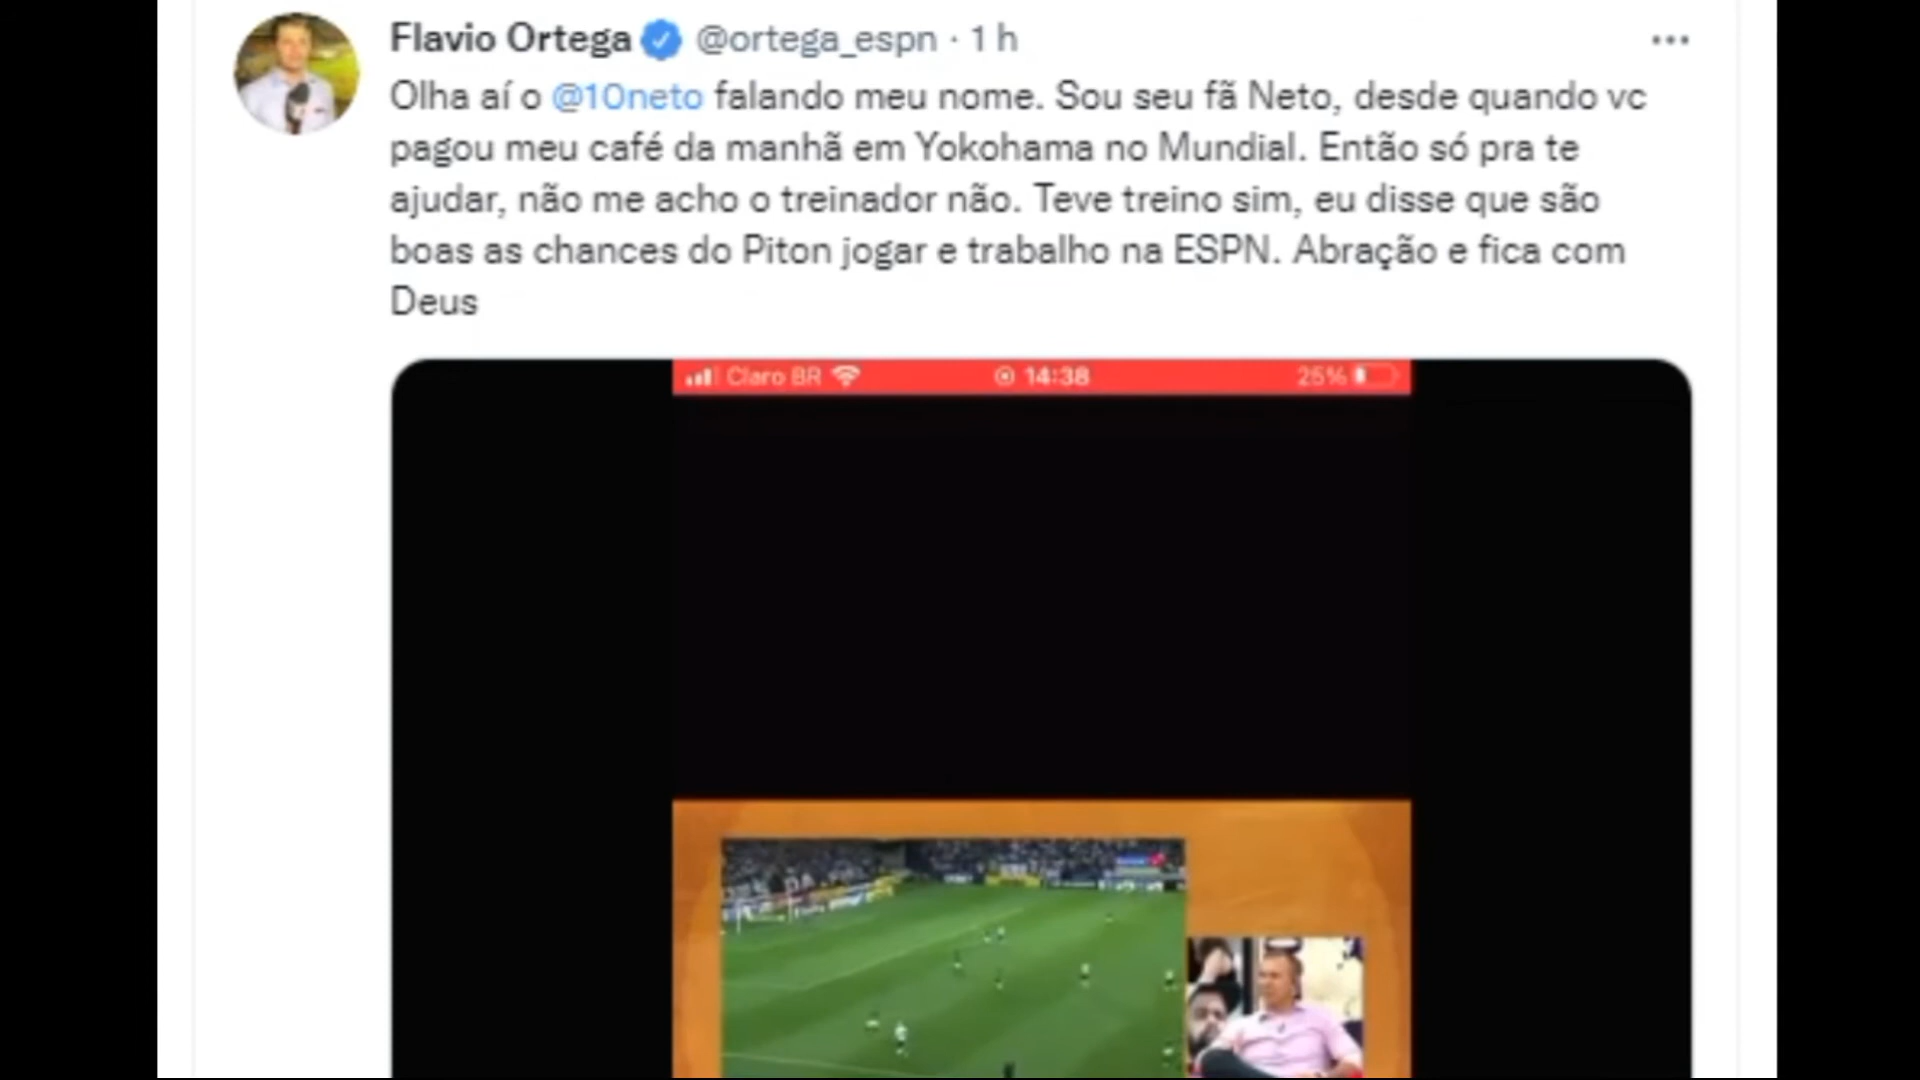 Flavio Ortega @ortega_espn · 1 h
Olha aí o @10neto falando meu nome. Sou seu fã Neto, desde quando vc
pagou meu café da manhã em Yokohama no Mundial. Então só pra te
ajudar, não me acho o treinador não. Teve treino sim, eu disse que são
boas as chances do Piton jogar e trabalho na ESPN. Abração e fica com
Deus
Claro BR 14:38 25%